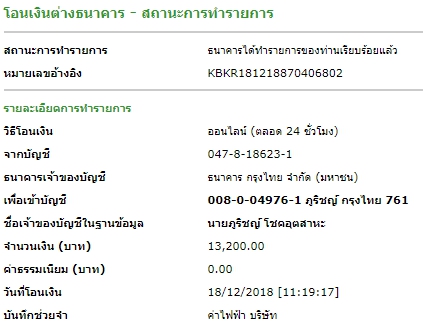 โอนเงินต่างธนาคาร - สถานะการทำรายการ
สถานะการทำรายการ ธนาคารได้ทำรายการของท่านเรียบร้อยแล้ว
หมายเลขอ้างอิง KBKR181218870406802
รายละเอียดการทำรายการ
วิธีโอนเงิน ออนไลน์ (ตลอด 24 ชั่วโมง)
จากบัญชี 047-8-18623-1
ธนาคารเจ้าของบัญชี ธนาคาร กรุงไทย จำกัด (มหาชน)
เพื่อเข้าบัญชี 008-0-04976-1 ภูริชญ์ กรุงไทย 761
ชื่อเจ้าของบัญชีในฐานข้อมูล นายภูริชญ์ โชคอุตสาหะ
จำนวนเงิน (บาท) 13,200.00
ค่าธรรมเนียม (บาท) 0.00
วันที่โอนเงิน 18/12/2018 [11:19:17]
บันทึกช่วยจำ ค่าไฟฟ้า บริษัท